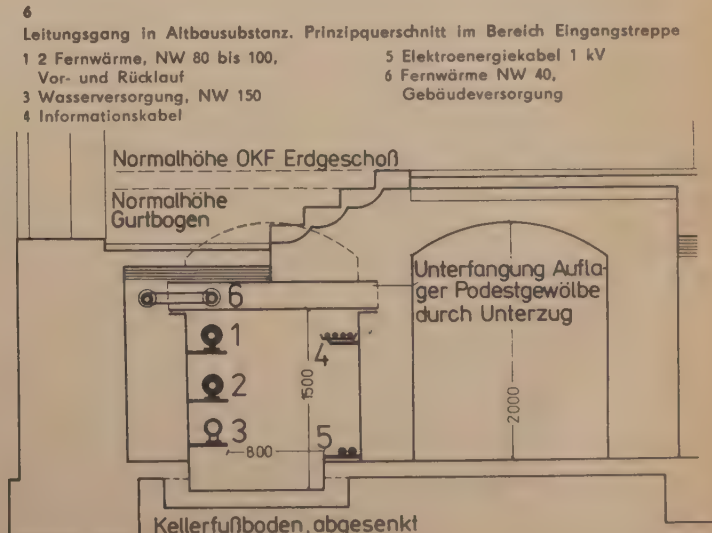 6
Leitungsgang in Altbausubstanz. Prinzipquerschnitt im Bereich Eingangstreppe
1 2 Fernwärme, NW 80 bis 100,
Vor- und Rücklauf
3 Wasserversorgung, NW 150
4 Informationskabel
5 Elektroenergiekabel 1 kV
6 Fernwärme NW 40,
Gebäudeversorgung
Normalhöhe OKF Erdgeschoß
Normalhöhe
Gurtbogen
Unterfangung Aufla-
ger Podestgewölbe
durch Unterzug
6
1
4
2
1500
2000
3
800
5
Kellerfußboden, abgesenkt